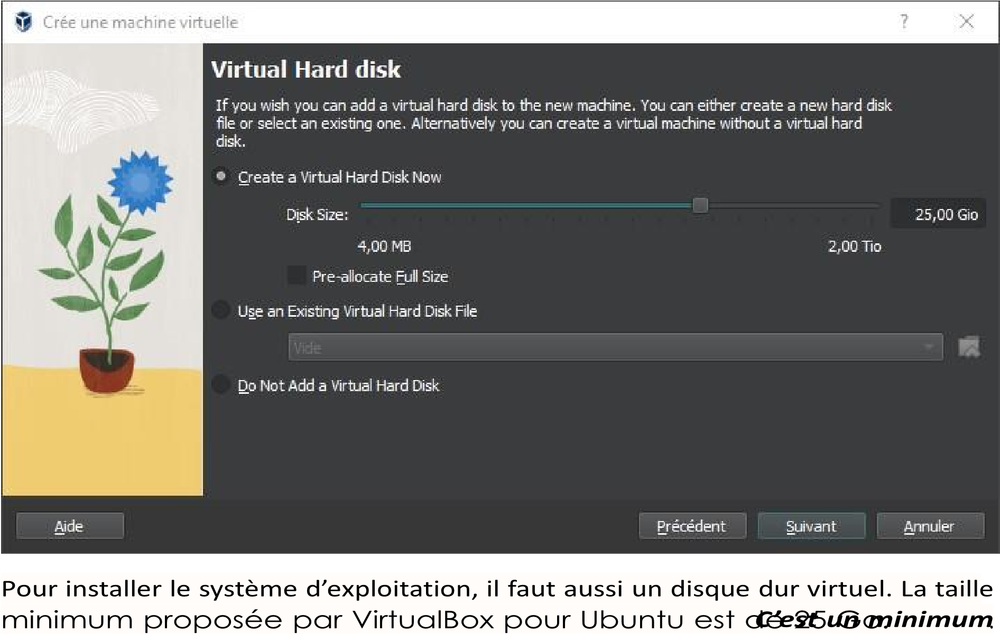 Crée une machine virtuelle
?
Virtual Hard disk
If you wish you can add a virtual hard disk to the new machine. You can either create a new hard disk
file or select an existing one. Alternatively you can create a virtual machine without a virtual hard
disk.
Create a Virtual Hard Disk Now
Disk Size:
25,00 Gio
4,00 MB
2,00 Tio
Pre-allocate Full Size
Use an Existing Virtual Hard Disk File
Vide
Do Not Add a Virtual Hard Disk
Aide
Précédent
Suivant
Annuler
Pour installer le système d’exploitation, il faut aussi un disque dur virtuel. La taille
minimum proposée par VirtualBox pour Ubuntu est de 25 Go. C’est un minimum.